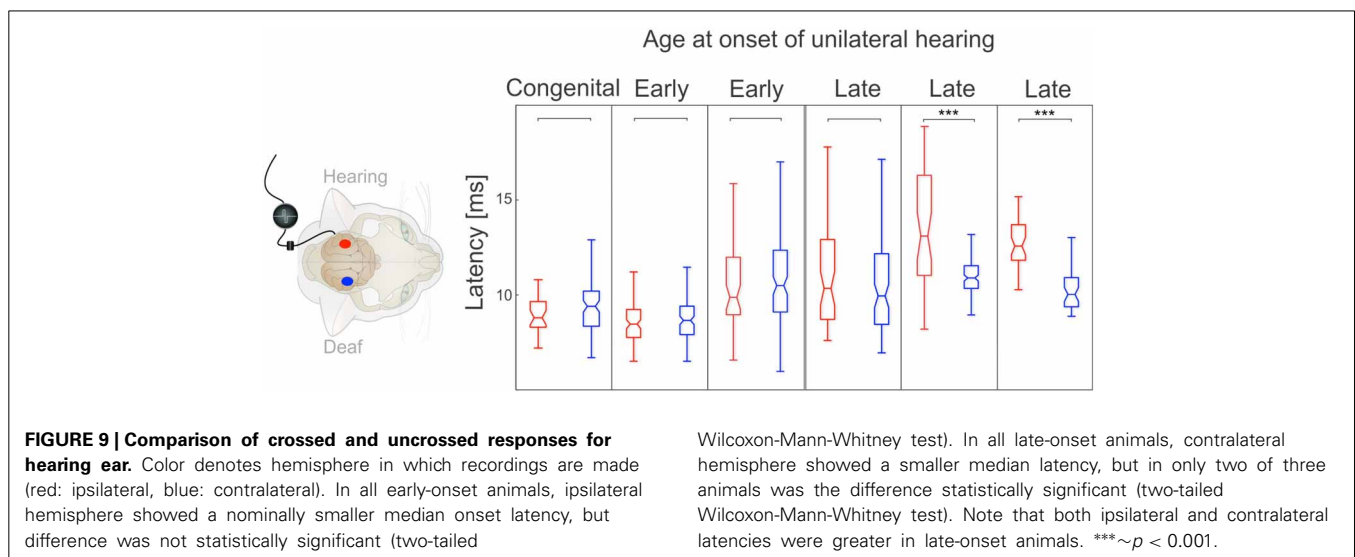 Age at onset of unilateral hearing
Congenital Early Early Late Late Late
*** ***
Hearing
Deaf
Latency [ms]
15
10
FIGURE 9 | Comparison of crossed and uncrossed responses for
hearing ear. Color denotes hemisphere in which recordings are made
(red: ipsilateral, blue: contralateral). In all early-onset animals, ipsilateral
hemisphere showed a nominally smaller median onset latency, but
difference was not statistically significant (two-tailed
Wilcoxon-Mann-Whitney test). In all late-onset animals, contralateral
hemisphere showed a smaller median latency, but in only two of three
animals was the difference statistically significant (two-tailed
Wilcoxon-Mann-Whitney test). Note that both ipsilateral and contralateral
latencies were greater in late-onset animals. ***~p < 0.001.